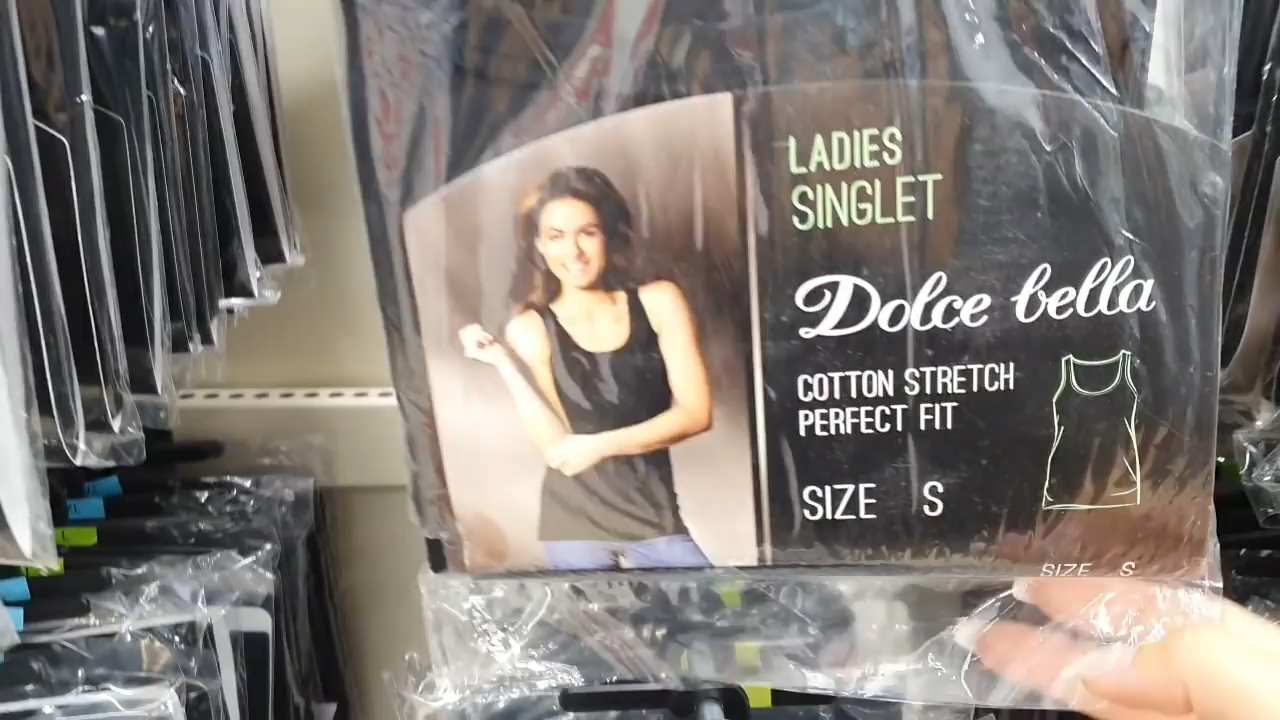 LADIES
SINGLET
Dolce bella
COTTON STRETCH
PERFECT FIT
SIZE S
SIZE S